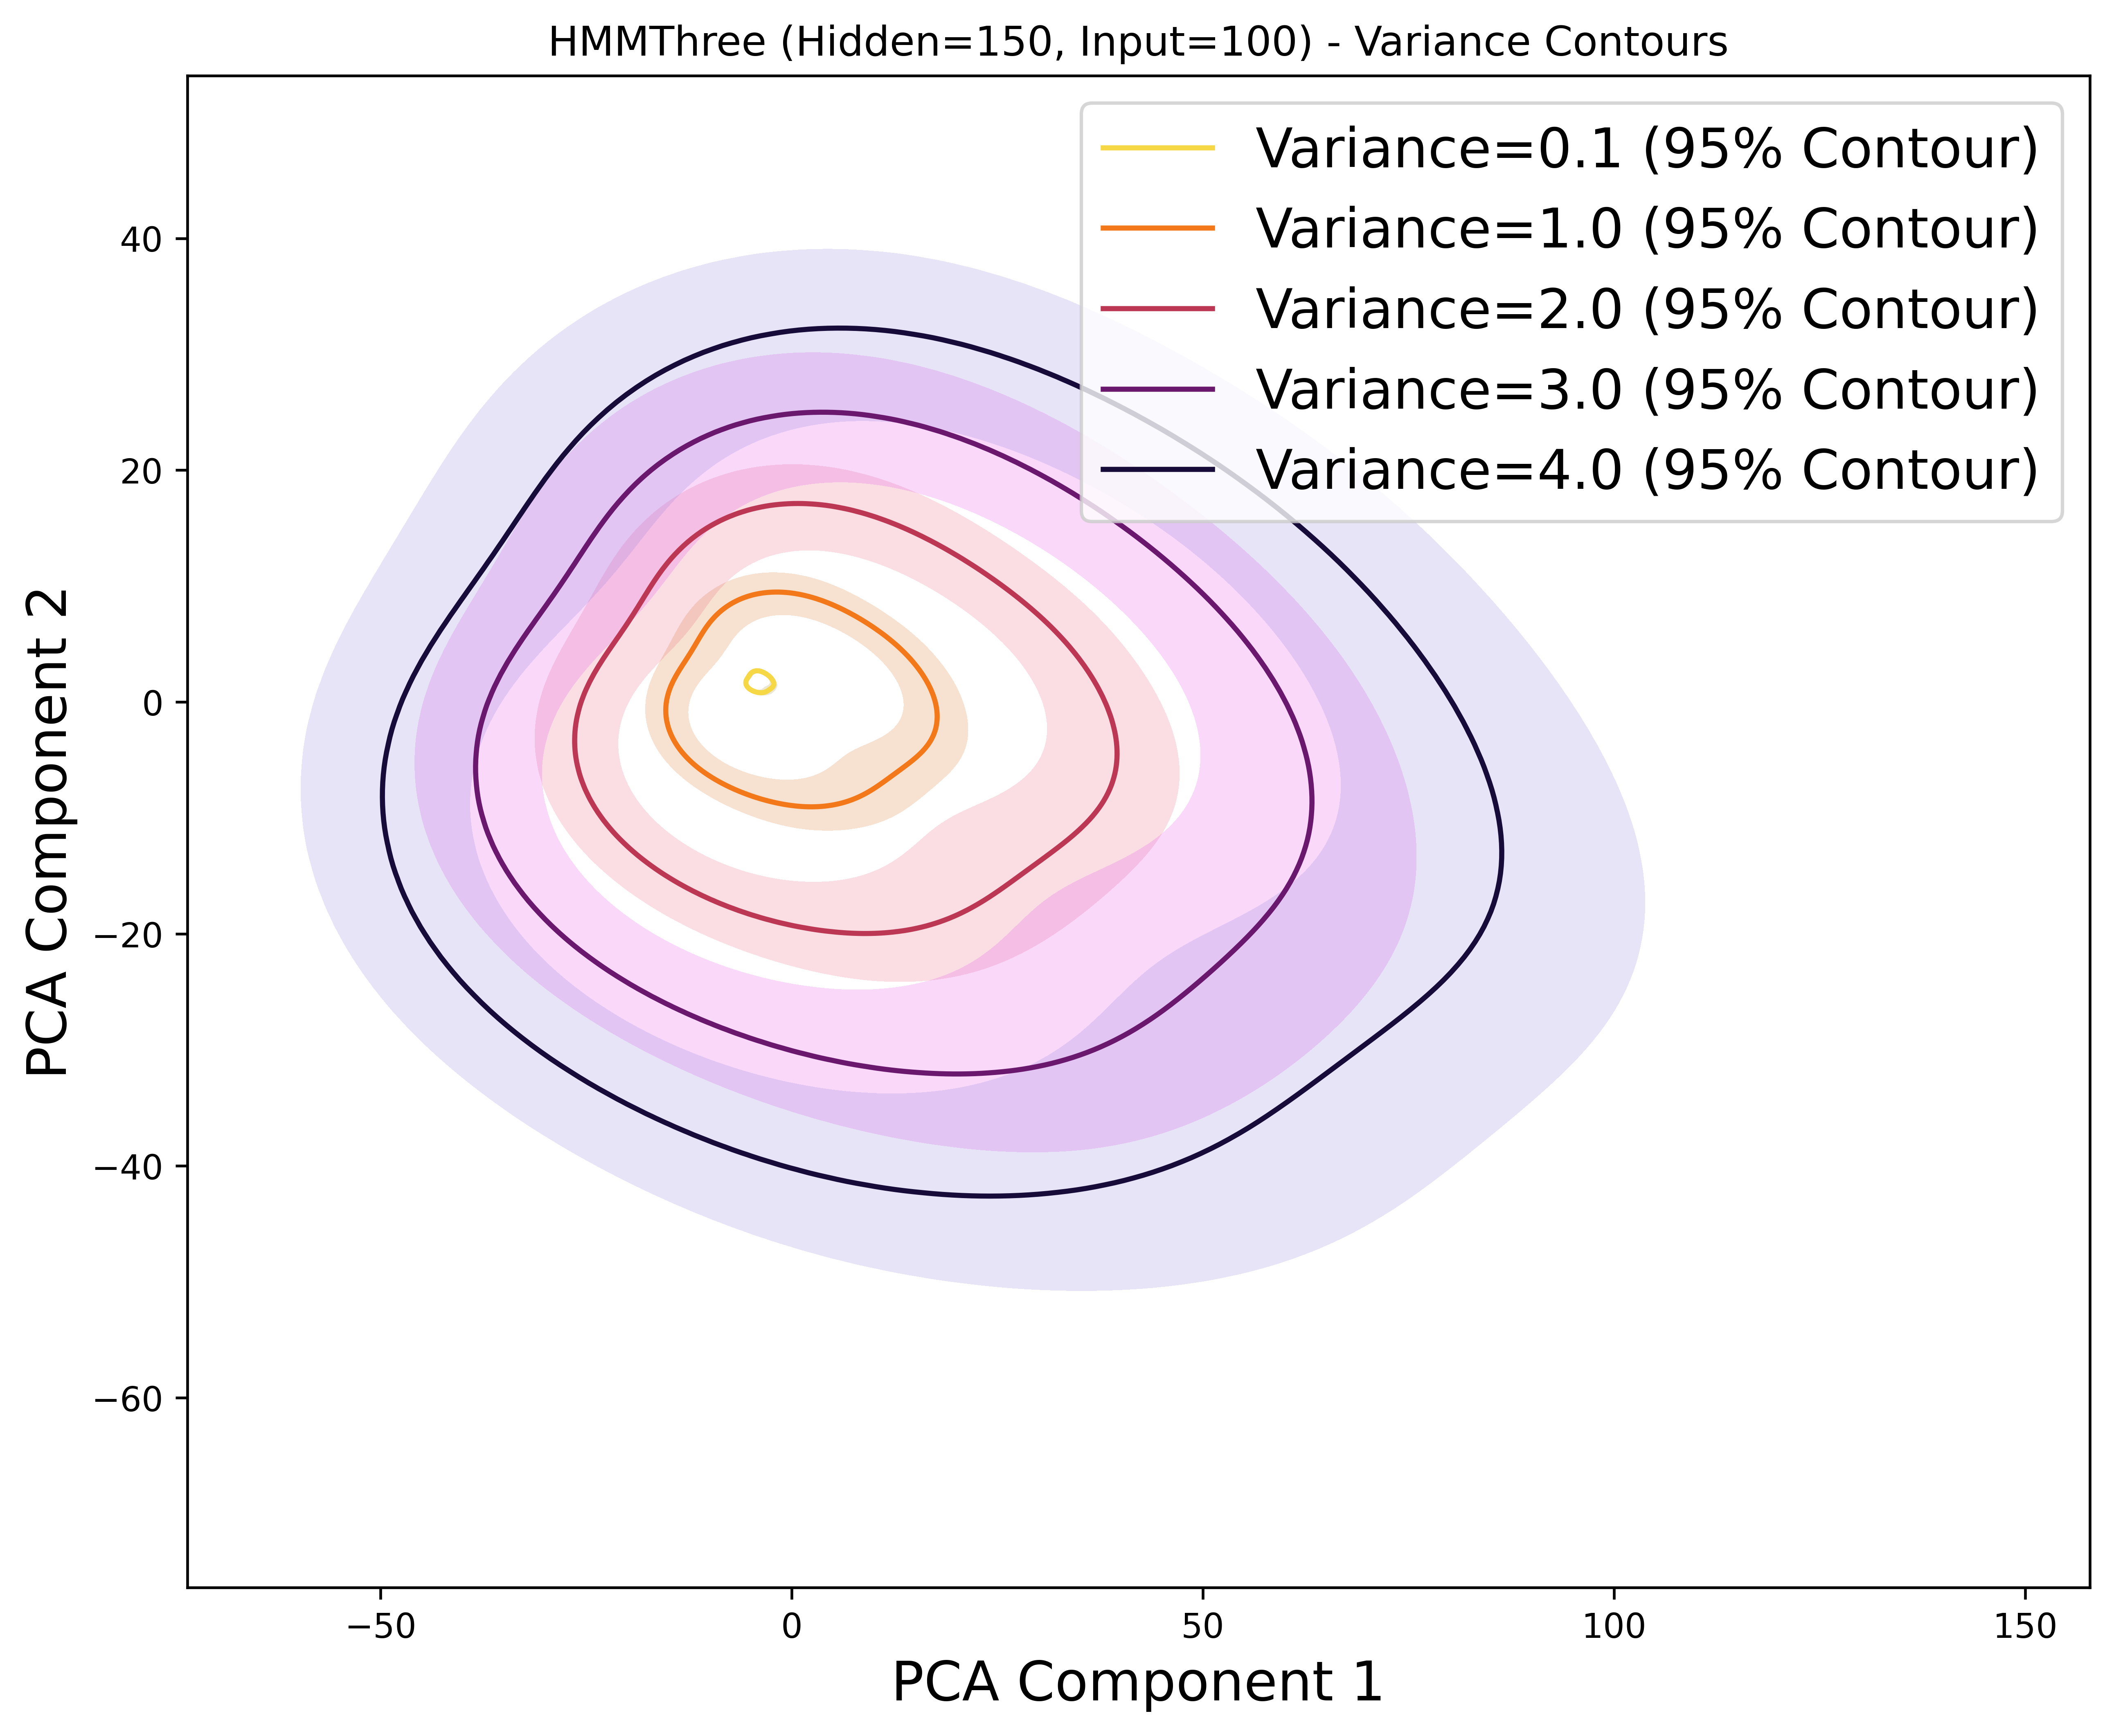 HMMThree (Hidden=150, Input=100) - Variance Contours
Variance=0.1 (95% Contour)
Variance=1.0 (95% Contour)
Variance=2.0 (95% Contour)
Variance=3.0 (95% Contour)
Variance=4.0 (95% Contour)
PCA Component 2
40
20
0
−20
−40
−60
−50
0
50
100
150
PCA Component 1